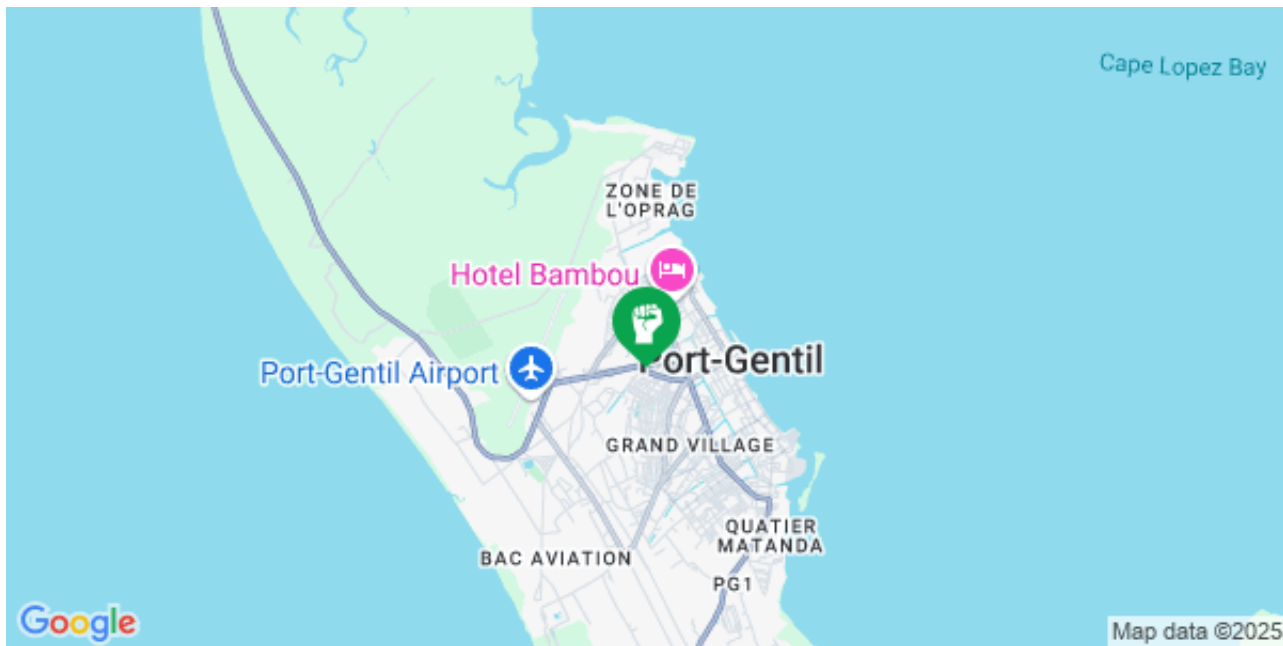 Cape Lopez Bay
ZONE DE
L'OPRAG
Hotel Bambou
Port-Gentil
Port-Gentil Airport
GRAND VILLAGE
QUATIER
MATANDA
BAC AVIATION
PG1
Google
Map data ©2025